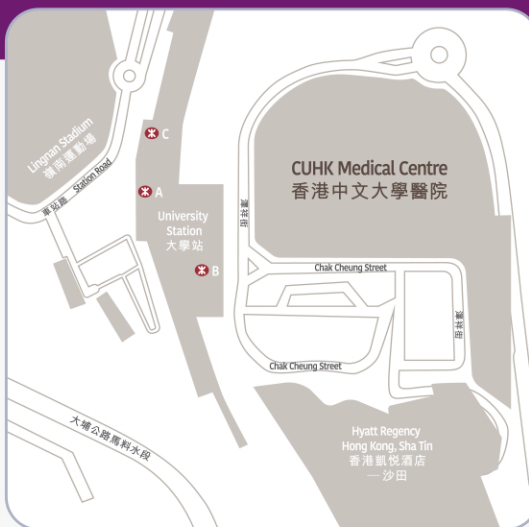 Lingnan Stadium
嶺南運動場
Station Road
車站路
C
A
University
Station
大學站
B
CUHK Medical Centre
香港中文大學醫院
澤祥街
Chak Cheung Street
澤祥街
Chak Cheung Street
大埔公路馬料水段
Hyatt Regency
Hong Kong, Sha Tin
香港凱悅酒店
—沙田